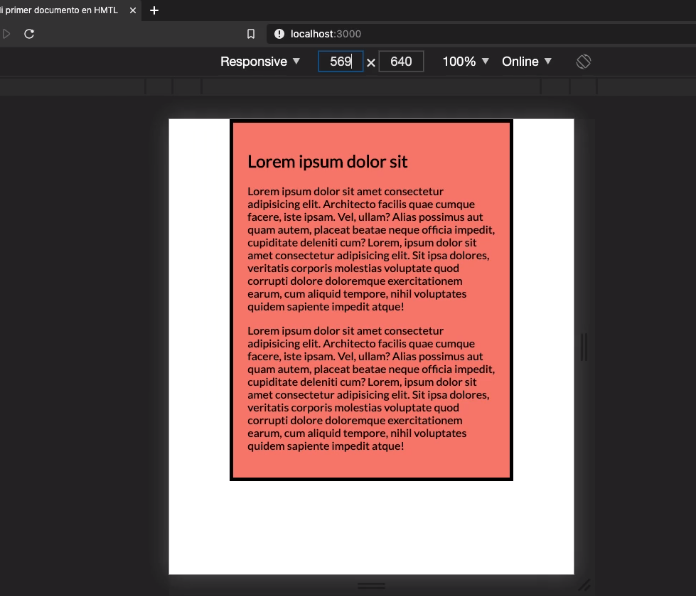 li primer documento en HMTL
localhost:3000
Responsive 569 × 640 100% Online
Lorem ipsum dolor sit
Lorem ipsum dolor sit amet consectetur
adipisicing elit. Architecto facilis quae cumque
facere, iste ipsam. Vel, ullam? Alias possimus aut
quam autem, placeat beatae neque officia impedit,
cupiditate deleniti cum? Lorem, ipsum dolor sit
amet consectetur adipisicing elit. Sit ipsa dolores,
veritatis corporis molestias voluptate quod
corrupti dolore doloremque exercitationem
earum, cum aliquid tempore, nihil voluptates
quidem sapiente impedit atque!
Lorem ipsum dolor sit amet consectetur
adipisicing elit. Architecto facilis quae cumque
facere, iste ipsam. Vel, ullam? Alias possimus aut
quam autem, placeat beatae neque officia impedit,
cupiditate deleniti cum? Lorem, ipsum dolor sit
amet consectetur adipisicing elit. Sit ipsa dolores,
veritatis corporis molestias voluptate quod
corrupti dolore doloremque exercitationem
earum, cum aliquid tempore, nihil voluptates
quidem sapiente impedit atque!